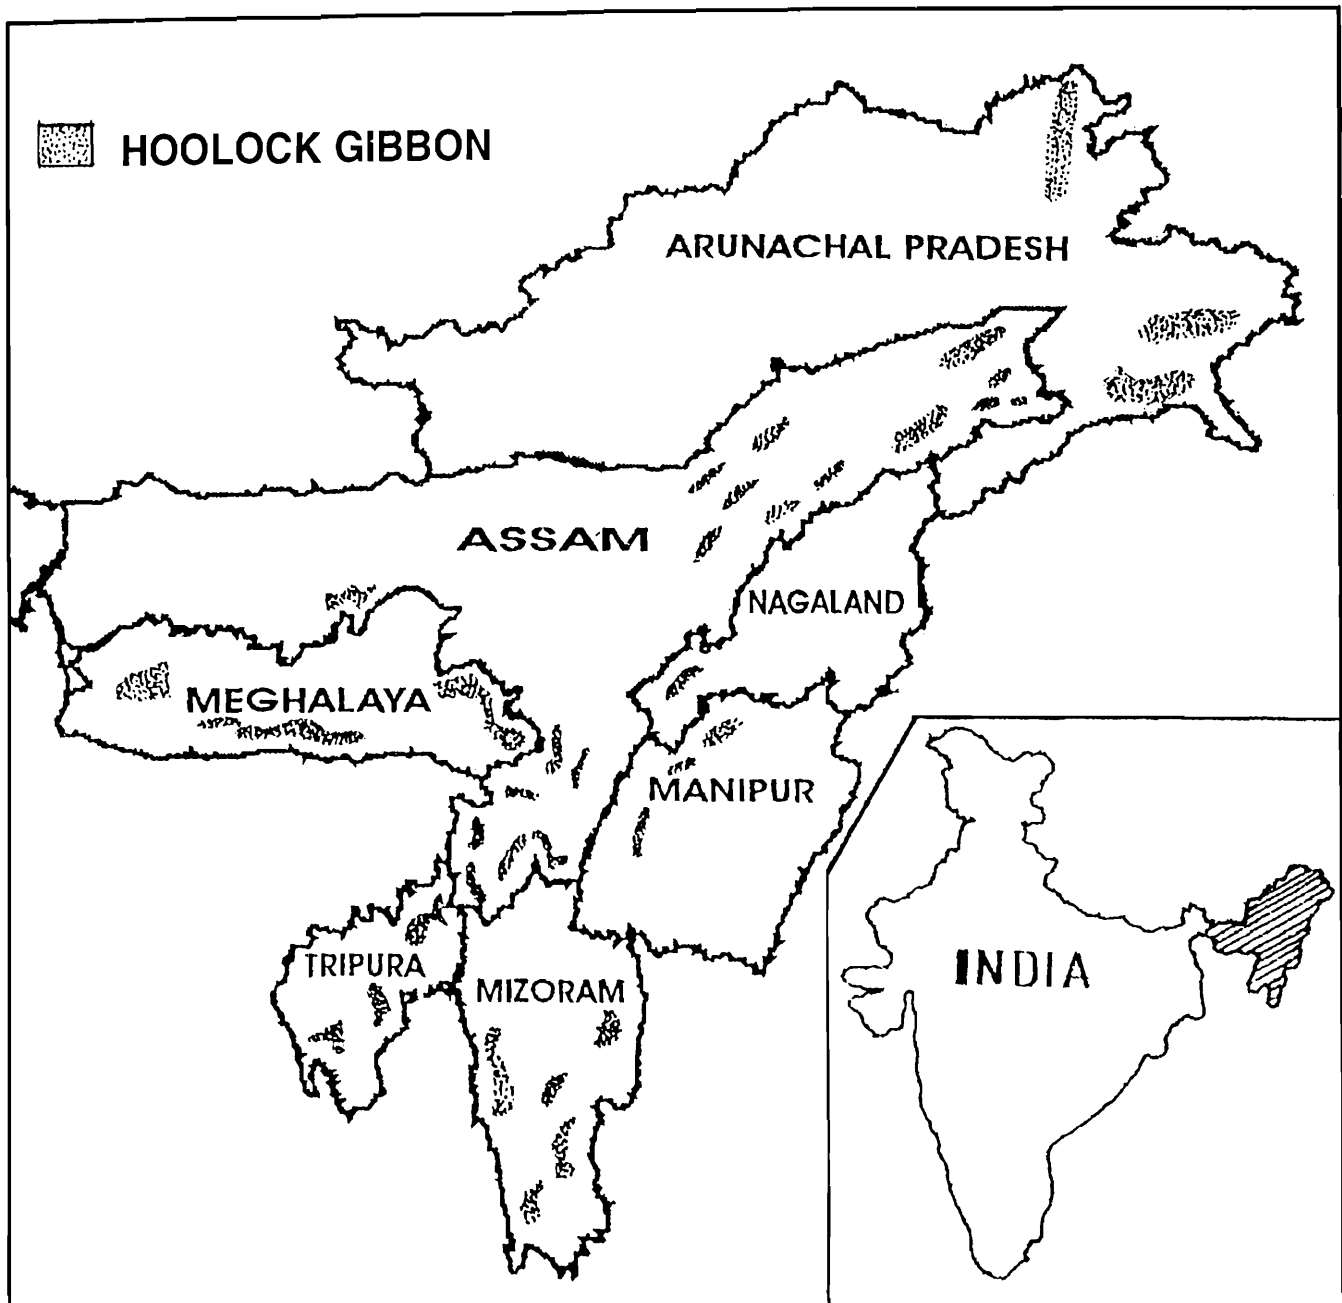 HOOLOCK GIBBON
ARUNACHAL PRADESH
ASSAM
NAGALAND
MEGHALAYA
MANIPUR
TRIPURA
MIZORAM
INDIA